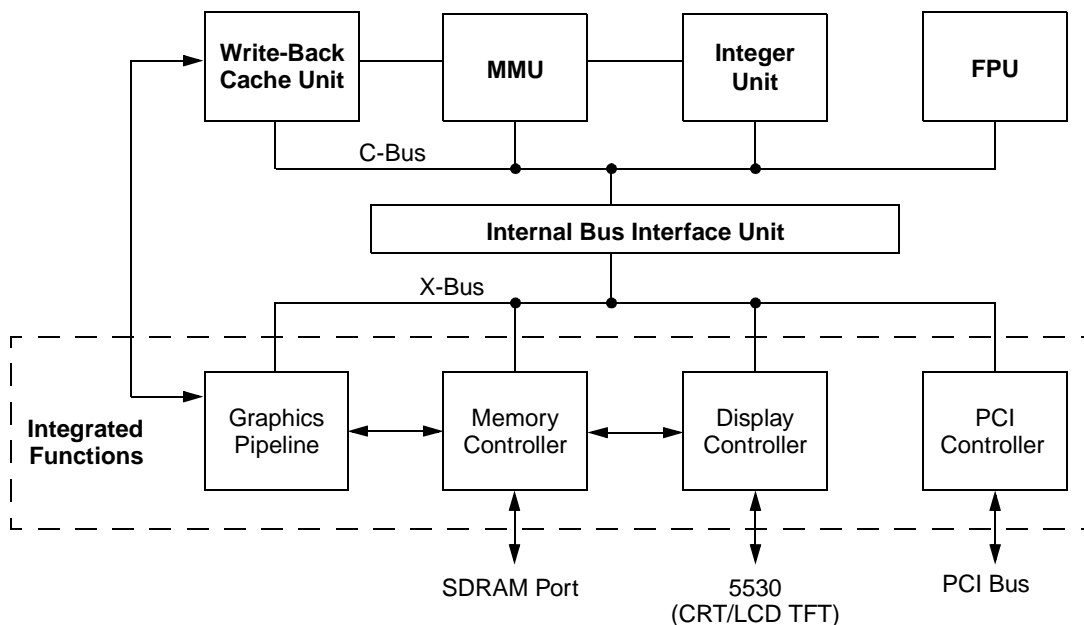 Write-Back
Cache Unit
MMU
Integer
Unit
FPU
C-Bus
Internal Bus Interface Unit
X-Bus
Integrated
Functions
Graphics
Pipeline
Memory
Controller
Display
Controller
PCI
Controller
SDRAM Port
5530
(CRT/LCD TFT)
PCI Bus